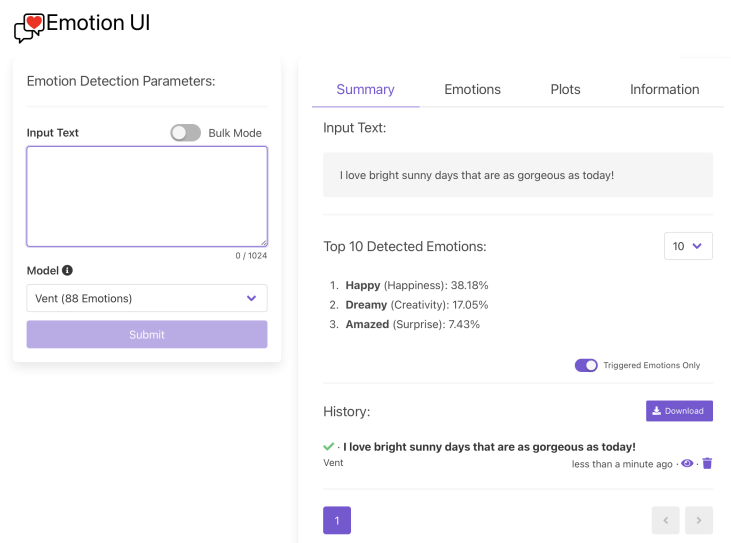 Emotion UI
Emotion Detection Parameters:
Input Text
Bulk Mode
0 / 1024
Model
Vent (88 Emotions)
Submit
Summary
Emotions
Plots
Information
Input Text:
I love bright sunny days that are as gorgeous as today!
Top 10 Detected Emotions:
10
1. Happy (Happiness): 38.18%
2. Dreamy (Creativity): 17.05%
3. Amazed (Surprise): 7.43%
Triggered Emotions Only
History:
Download
· I love bright sunny days that are as gorgeous as today!
Vent
less than a minute ago · ·
1